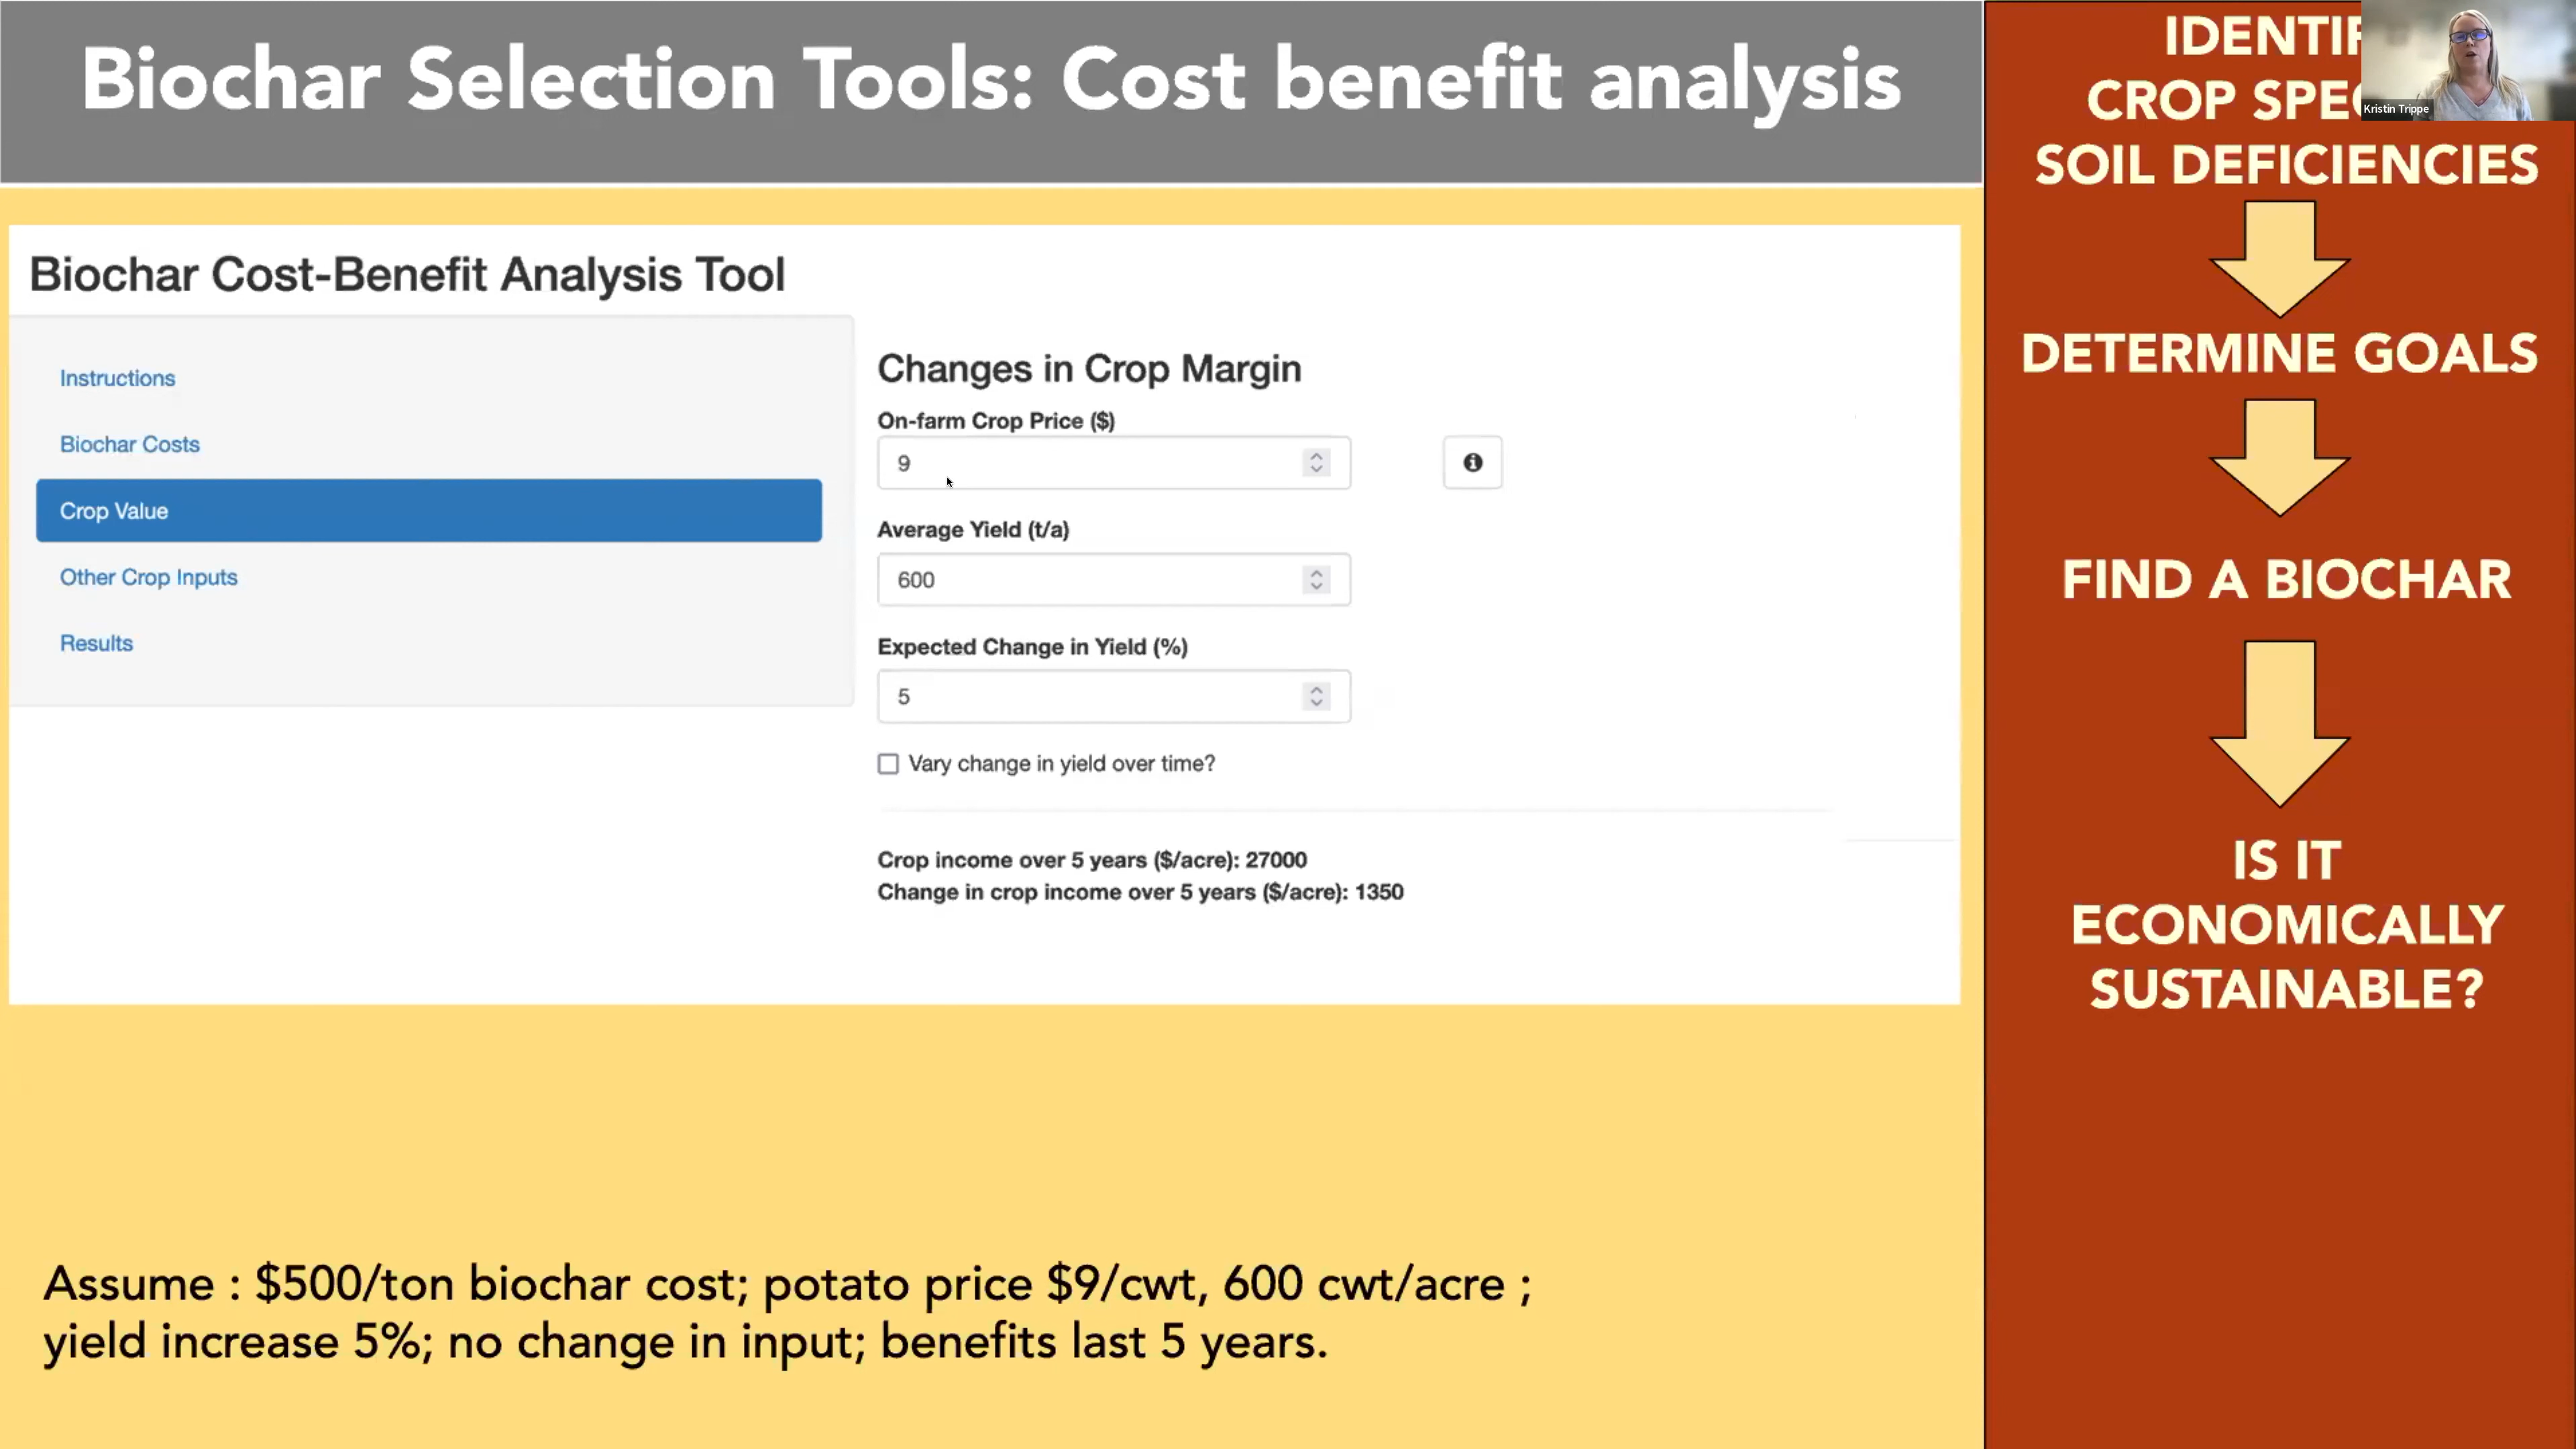 Biochar Selection Tools: Cost benefit analysis
Biochar Cost-Benefit Analysis Tool
Instructions
Biochar Costs
Crop Value
Other Crop Inputs
Results
Changes in Crop Margin
On-farm Crop Price ($)
9
Average Yield (t/a)
600
Expected Change in Yield (%)
5
Vary change in yield over time?
Crop income over 5 years ($/acre): 27000
Change in crop income over 5 years ($/acre): 1350
Assume : $500/ton biochar cost; potato price $9/cwt, 600 cwt/acre ;
yield increase 5%; no change in input; benefits last 5 years.
CROP
SOIL DEFICIENCIES
DETERMINE GOALS
FIND A BIOCHAR
IS IT
ECONOMICALLY
SUSTAINABLE?
Kristin Trippe